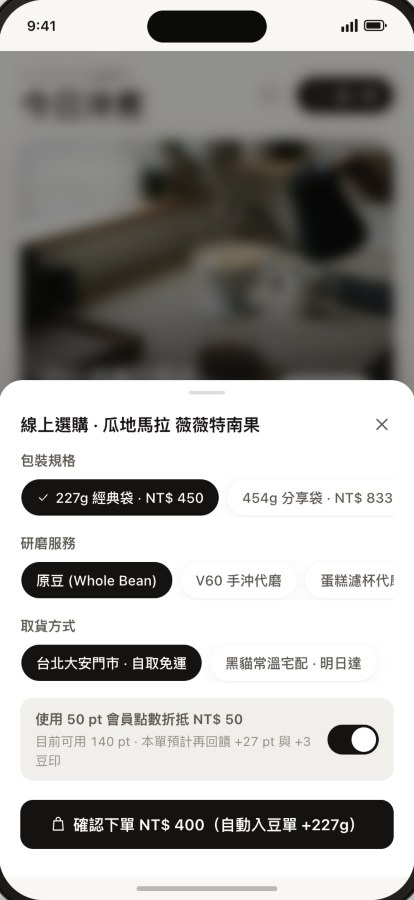 9:41
線上選購 · 瓜地馬拉 薇薇特南果
包裝規格
227g 經典袋 · NT$ 450
454g 分享袋 · NT$ 833
研磨服務
原豆 (Whole Bean)
V60 手沖代磨
蛋糕濾杯代
取貨方式
台北大安門市 · 自取免運
黑貓常溫宅配 · 明日達
使用 50 pt 會員點數折抵 NT$ 50
目前可用 140 pt · 本單預計再回饋 +27 pt 與 +3
豆印
確認下單 NT$ 400（自動入豆單 +227g）